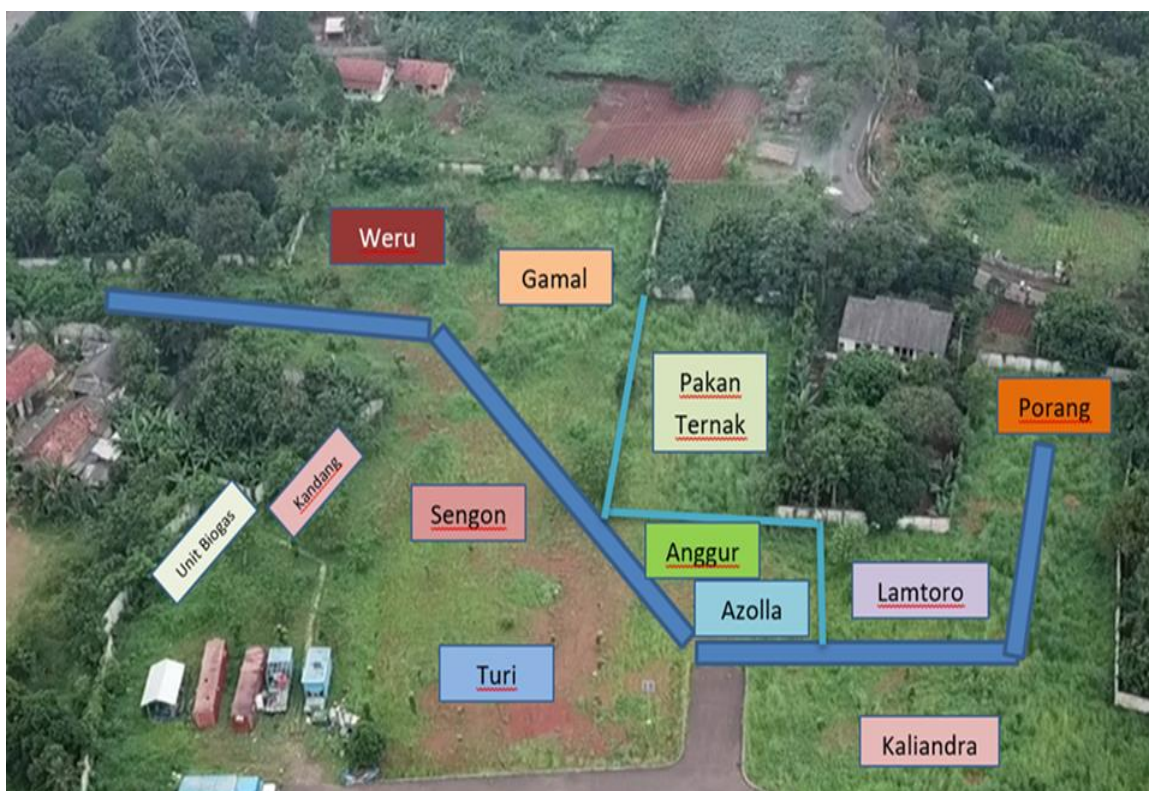 Weru
Gamal
Pakan
Ternak
Porang
Kandang
Sengon
Unit Biogas
Anggur
Lamtoro
Azolla
Turi
Kaliandra